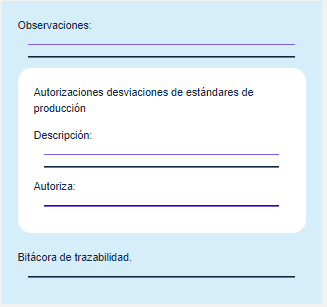 Observaciones:
Autorizaciones desviaciones de estándares de
producción
Descripción:
Autoriza:
Bitácora de trazabilidad.